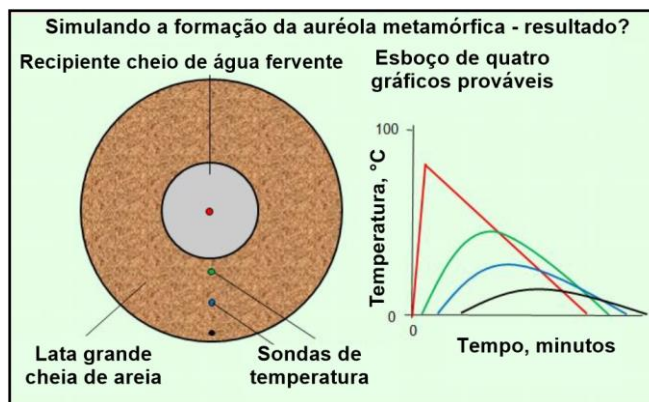 Simulando a formação da auréola metamórfica - resultado?
Recipiente cheio de água fervente
Esboço de quatro
gráficos prováveis
100
Temperatura, °C
0
0
Tempo, minutos
Lata grande
cheia de areia
Sondas de
temperatura